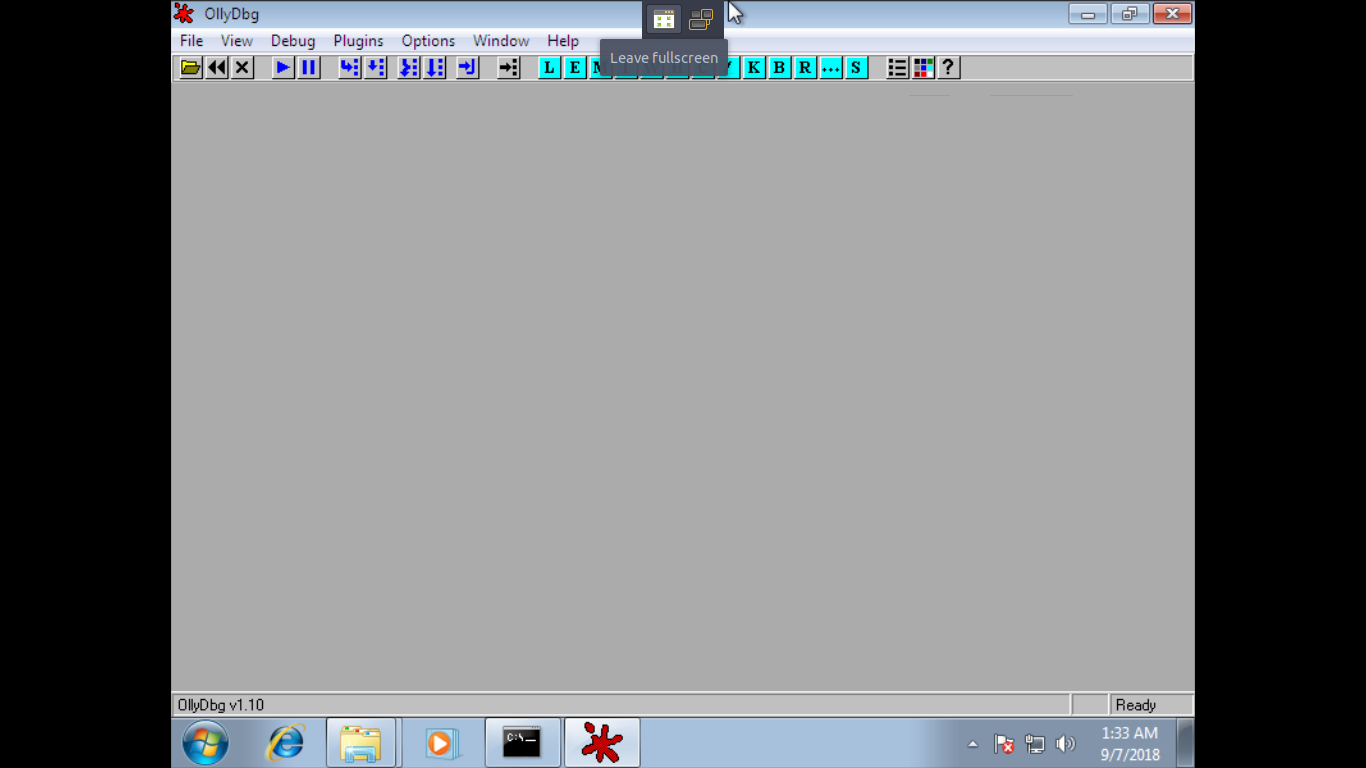 OllyDbg
File View Debug Plugins Options Window Help
Leave fullscreen
L E K B R ... S ?
OllyDbg v1.10 Ready
C:\_
1:33 AM
9/7/2018